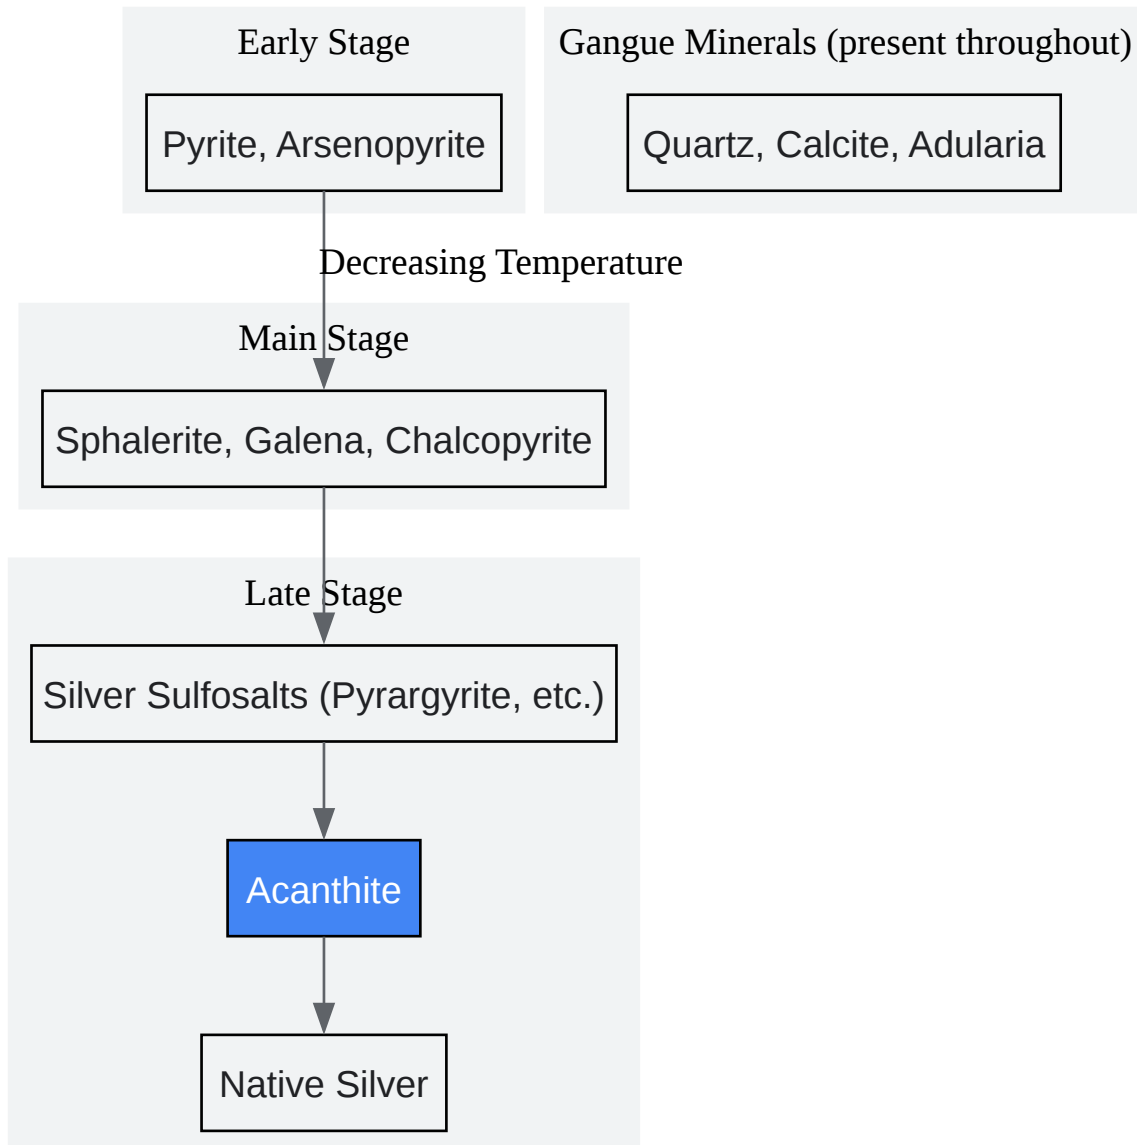 Early Stage
Gangue Minerals (present throughout)
Pyrite, Arsenopyrite
Quartz, Calcite, Adularia
Decreasing Temperature
Main Stage
Sphalerite, Galena, Chalcopyrite
Late Stage
Silver Sulfosalts (Pyrargyrite, etc.)
Acanthite
Native Silver